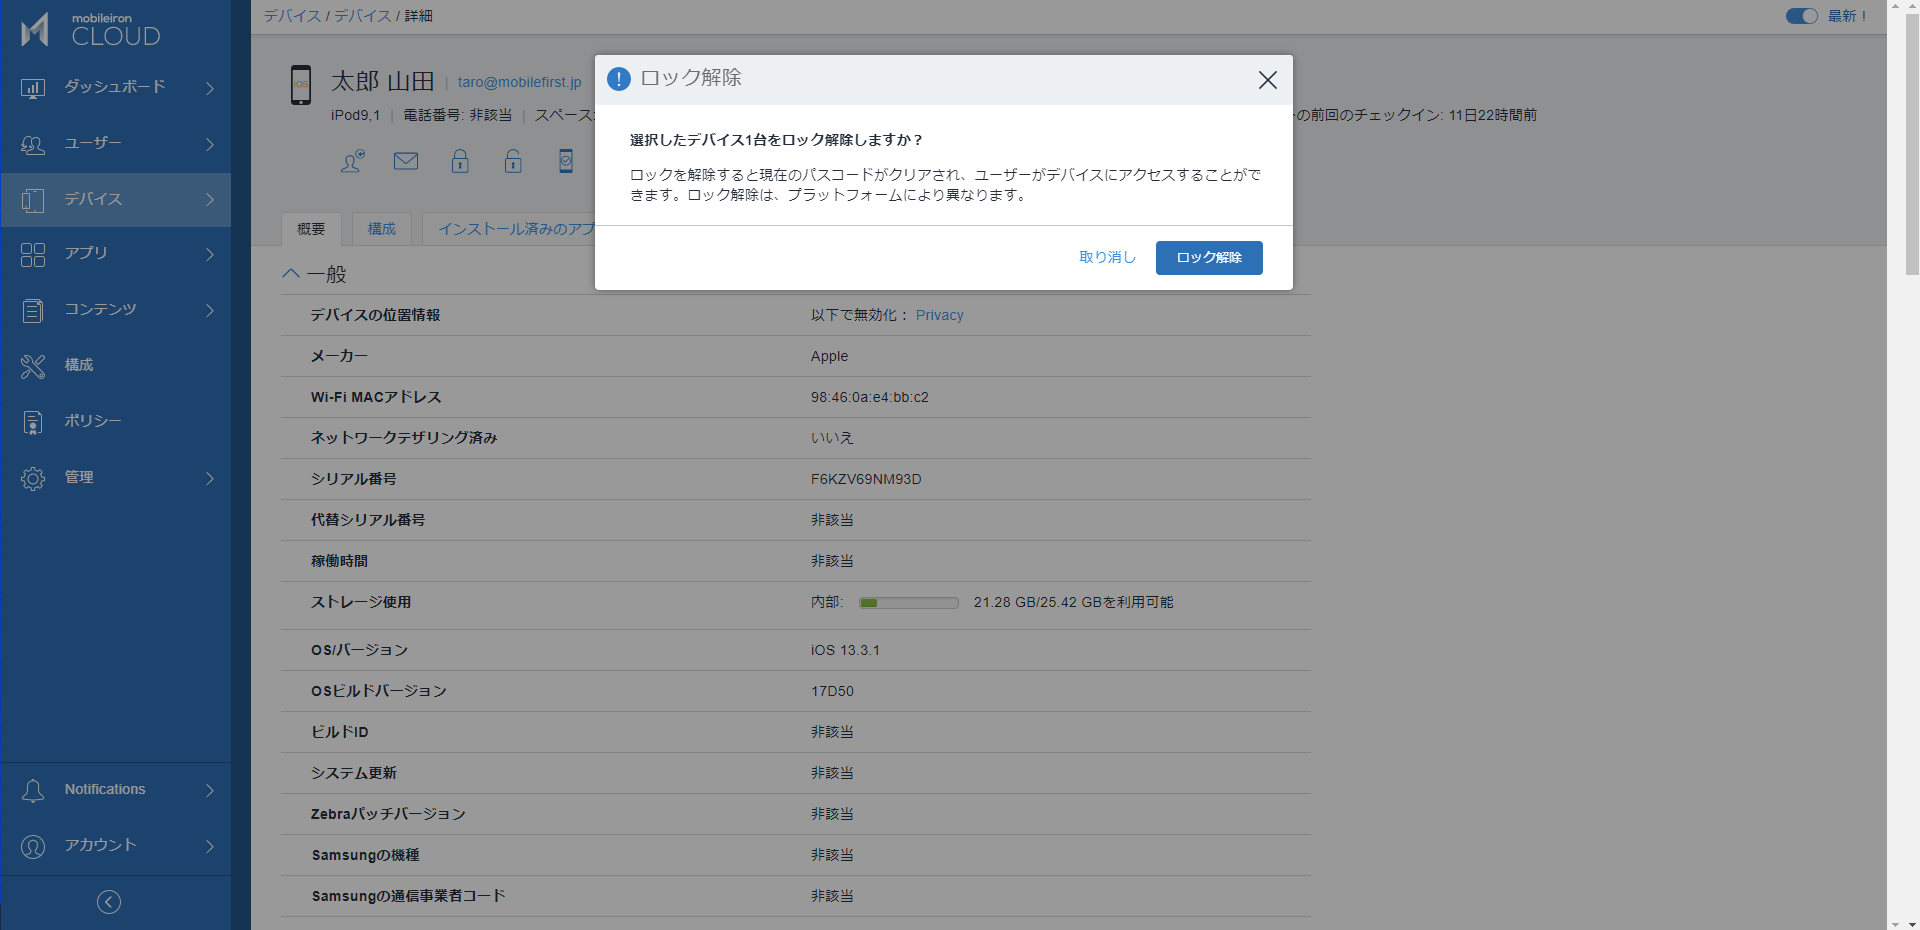 mobileiron
CLOUD
ダッシュボード
ユーザー
デバイス
アプリ
コンテンツ
構成
ポリシー
管理
Notifications
アカウント
デバイス / デバイス / 詳細
最新！
iOS
太郎 山田 | taro@mobilefirst.jp
iPod9,1 | 電話番号: 非該当 | スペース:
の前回のチェックイン: 11日22時間前
ロック解除
選択したデバイス1台をロック解除しますか？
ロックを解除すると現在のパスコードがクリアされ、ユーザーがデバイスにアクセスすることがで
きます。ロック解除は、プラットフォームにより異なります。
取り消し
ロック解除
概要
構成
インストール済みのアプ
一般
デバイスの位置情報 以下で無効化： Privacy
メーカー Apple
Wi-Fi MACアドレス 98:46:0a:e4:bb:c2
ネットワークテザリング済み いいえ
シリアル番号 F6KZV69NM93D
代替シリアル番号 非該当
稼働時間 非該当
ストレージ使用 内部: 21.28 GB/25.42 GBを利用可能
OS/バージョン iOS 13.3.1
OSビルドバージョン 17D50
ビルドID 非該当
システム更新 非該当
Zebraパッチバージョン 非該当
Samsungの機種 非該当
Samsungの通信事業者コード 非該当